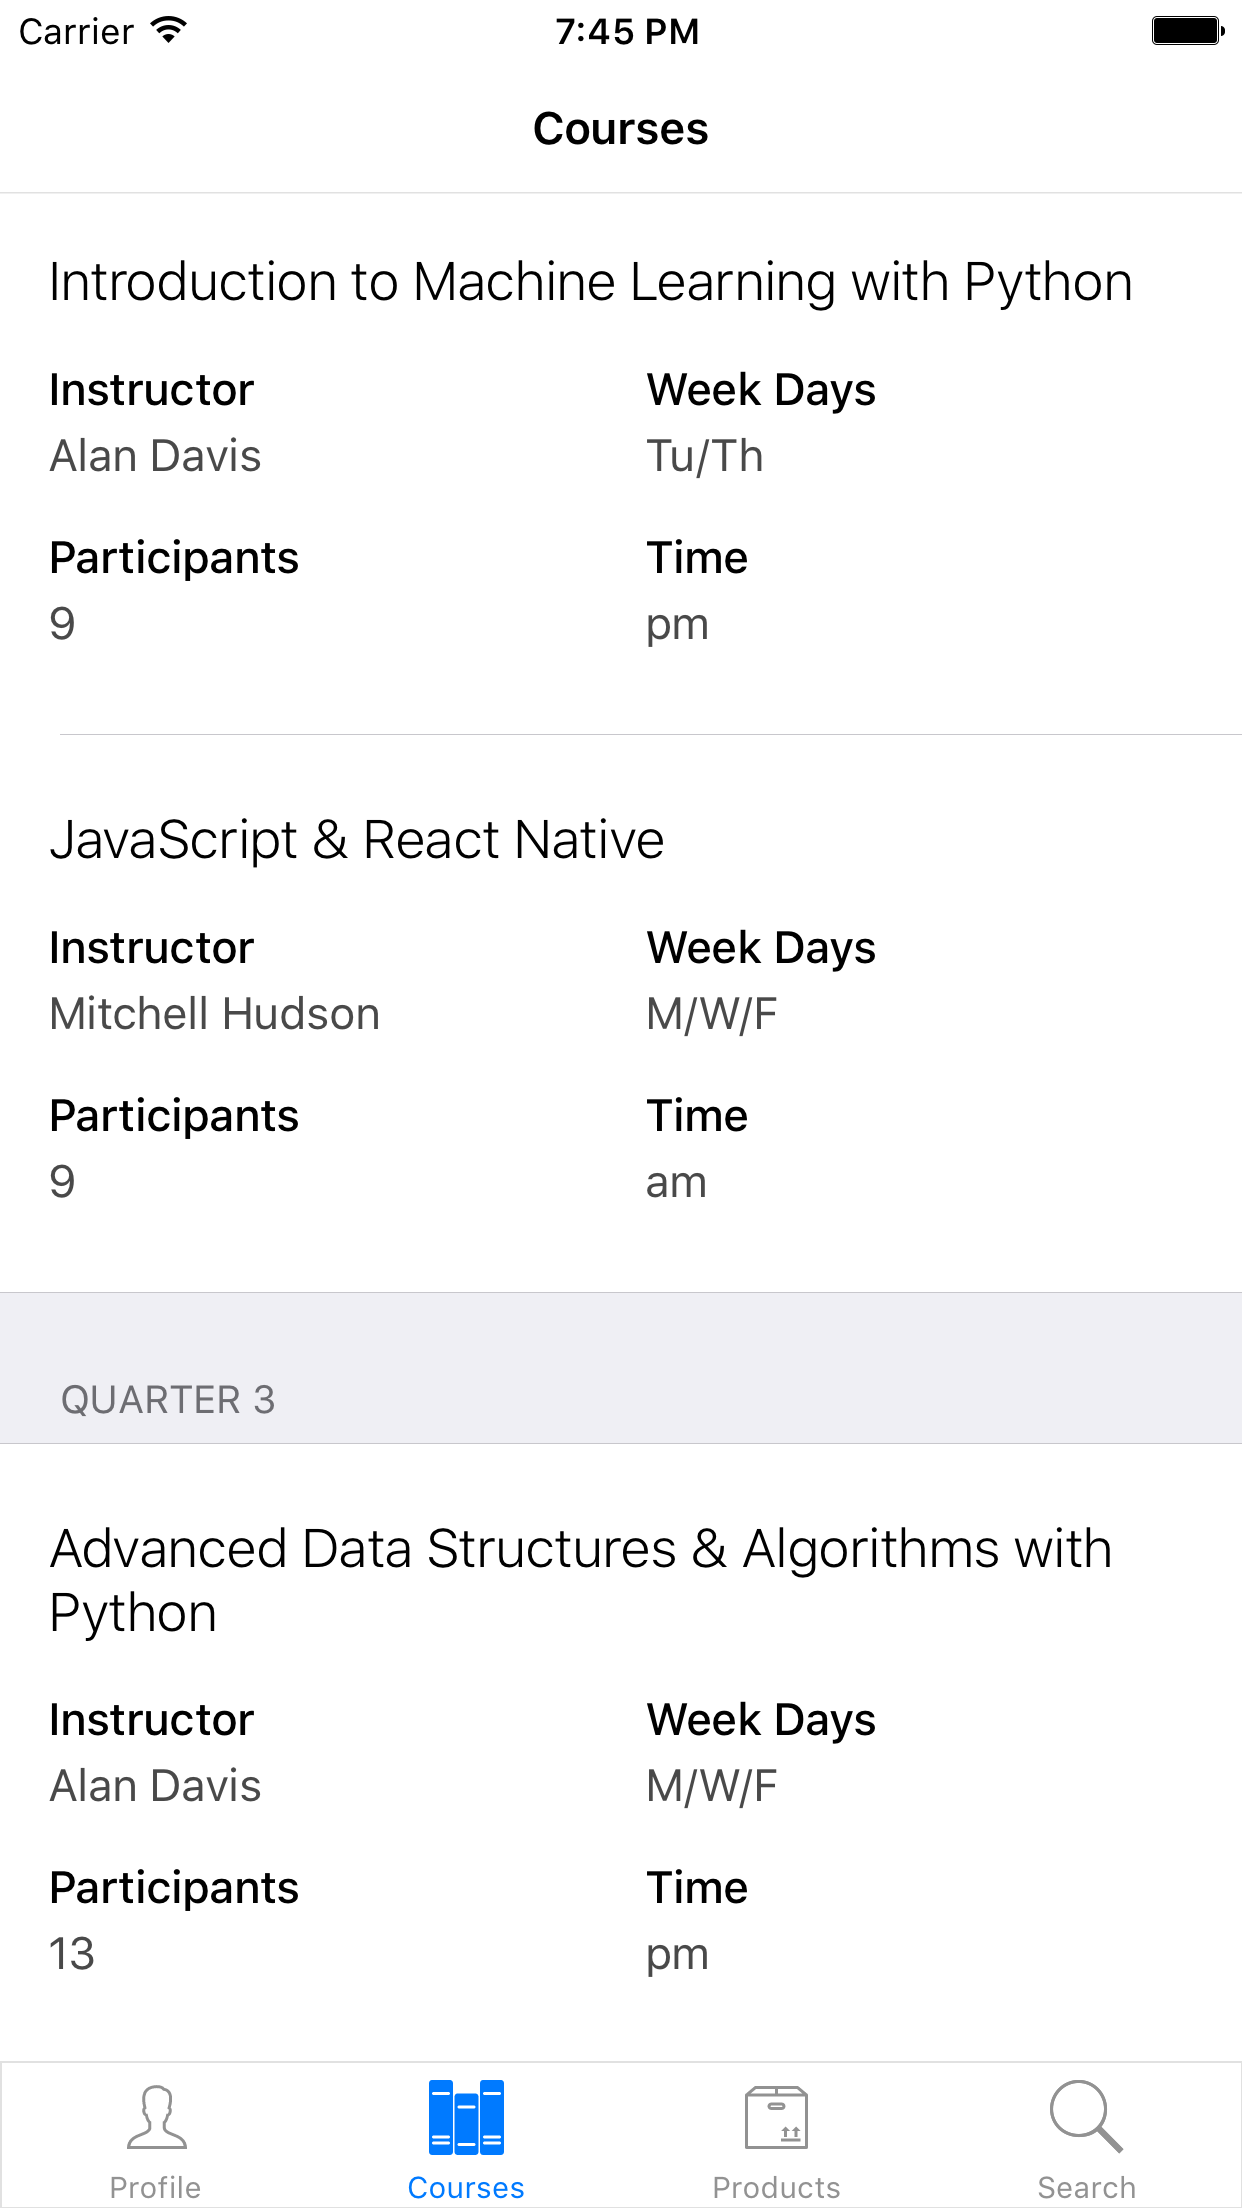 Carrier 7:45 PM
Courses
Introduction to Machine Learning with Python
Instructor Week Days
Alan Davis Tu/Th
Participants Time
9 pm
JavaScript & React Native
Instructor Week Days
Mitchell Hudson M/W/F
Participants Time
9 am
QUARTER 3
Advanced Data Structures & Algorithms with
Python
Instructor Week Days
Alan Davis M/W/F
Participants Time
13 pm
Profile Courses Products Search